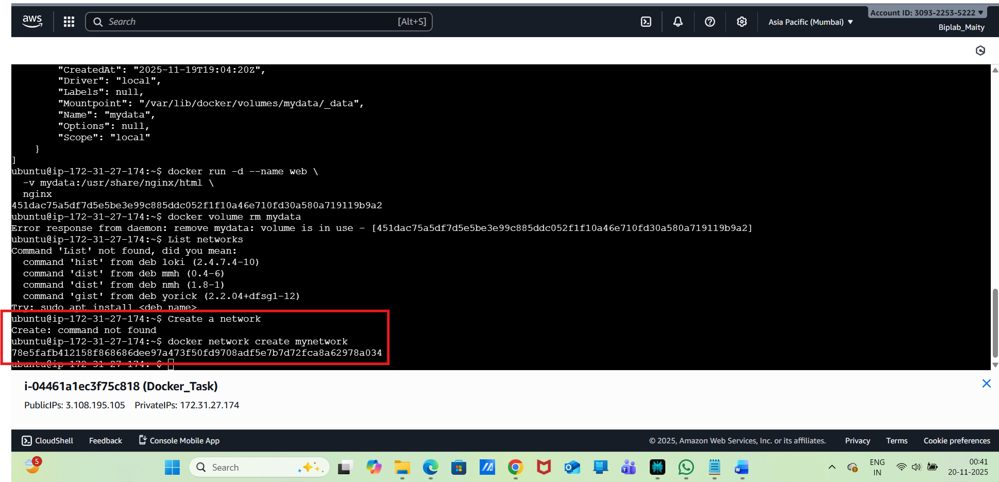 aws
Search
[Alt+S]
Asia Pacific (Mumbai)
Account ID: 3093-2253-5222
Biplab_Maity
"CreatedAt": "2025-11-19T19:04:20Z",
"Driver": "local",
"Labels": null,
"Mountpoint": "/var/lib/docker/volumes/mydata/_data",
"Name": "mydata",
"Options": null,
"Scope": "local"
}
]
ubuntu@ip-172-31-27-174:~$ docker run -d --name web \
-v mydata:/usr/share/nginx/html \
nginx
451dac75a5df7d5e5be3e99c885ddc052f1f10a46e710fd30a580a719119b9a2
ubuntu@ip-172-31-27-174:~$ docker volume rm mydata
Error response from daemon: remove mydata: volume is in use - [451dac75a5df7d5e5be3e99c885ddc052f1f10a46e710fd30a580a719119b9a2]
ubuntu@ip-172-31-27-174:~$ List networks
Command 'List' not found, did you mean:
command 'hist' from deb loki (2.4.7.4-10)
command 'dist' from deb mmh (0.4-6)
command 'dist' from deb nmh (1.8-1)
command 'gist' from deb yorick (2.2.04+dfsg1-12)
Try: sudo apt install <deb name>
ubuntu@ip-172-31-27-174:~$ Create a network
Create: command not found
ubuntu@ip-172-31-27-174:~$ docker network create mynetwork
78e5fafb412158f868686dee97a473f50fd9708adf5e7b7d72fca8a62978a034
ubuntu@ip-172-31-27-174:~$
i-04461a1ec3f75c818 (Docker_Task)
PublicIPs: 3.108.195.105 PrivateIPs: 172.31.27.174
CloudShell Feedback Console Mobile App
© 2025, Amazon Web Services, Inc. or its affiliates. Privacy Terms Cookie preferences
5
Search
ENG
IN
00:41
20-11-2025